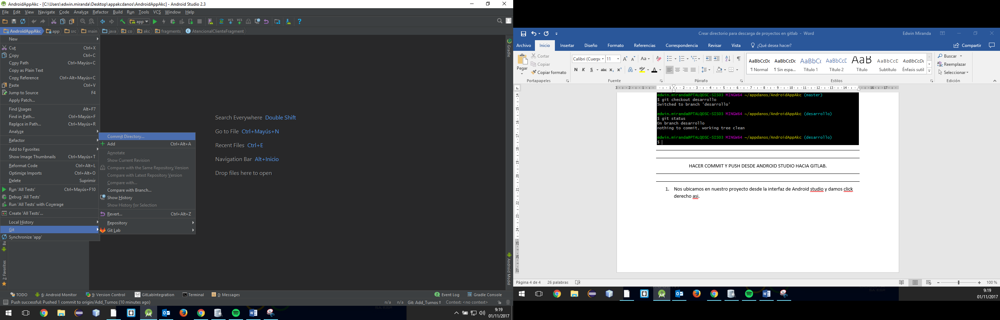 AndroidAppAkc - [C:\Users\edwin.miranda\Desktop\appakcdanos\AndroidAppAkc] - Android Studio 2.3
File Edit View Navigate Code Analyze Refactor Build Run Tools VCS Window Help
app
AndroidAppAkc app src main java co akc fragments AtencionalClienteFragment
New
Cut Ctrl+X
Copy Ctrl+C
Copy Path Ctrl+Mayús+C
Copy as Plain Text
Copy Reference Ctrl+Alt+Mayús+C
Paste Ctrl+V
Jump to Source F4
Apply Patch...
Find Usages Alt+F7
Find in Path... Ctrl+Mayús+F
Replace in Path... Ctrl+Mayús+R
Analyze
Refactor
Add to Favorites
Show Image Thumbnails Ctrl+Mayús+T
Reformat Code Ctrl+Alt+L
Optimize Imports Ctrl+Alt+O
Delete Suprimir
Run 'All Tests' Ctrl+Mayús+F10
Debug 'All Tests'
Run 'All Tests' with Coverage
Create 'All Tests'...
Local History
Git
Synchronize 'app'
Commit Directory...
Add Ctrl+Alt+A
Annotate
Show Current Revision
Compare with the Same Repository Version
Compare with Latest Repository Version
Compare with...
Compare with Branch...
Show History
Show History for Selection
Revert... Ctrl+Alt+Z
Repository
Git Lab
Search Everywhere Double Shift
Go to File Ctrl+Mayús+N
Recent Files Ctrl+E
Navigation Bar Alt+Inicio
Drop files here to open
Gradle
Android Model
Bu
2: Favorites
TODO 6: Android Monitor 9: Version Control GitLabIntegration Terminal 0: Messages 2 Event Log Gradle Console
Push successful: Pushed 1 commit to origin/Add_Turnos (10 minutes ago) n/a n/a Git: Add_Turnos Context: <no context>
9:19
01/11/2017
Crear directorio para descarga de proyectos en gitlab - Word Edwin Miranda
Archivo Inicio Insertar Diseño Formato Referencias Correspondencia Revisar Vista ¿Qué desea hacer? Compartir
Pegar
Cortar
Copiar
Copiar formato
Portapapeles
Calibri (Cuerpo 11
N K S abc x₂ x²
Fuente
Párrafo
AaBbCcDc AaBbCcDc AaBbCc AaBbCcD AaB AaBbCcD AaBbCcDc
¶ Normal ¶ Sin espa... Título 1 Título 2 Título Subtítulo Énfasis sutil
Estilos
Buscar
Reemplazar
Seleccionar
Edición
edwin.miranda@PTALQOSC-SIS03 MINGW64 ~/appdanos/AndroidAppAkc (master)
$ git checkout desarrollo
Switched to branch 'desarrollo'
edwin.miranda@PTALQOSC-SIS03 MINGW64 ~/appdanos/AndroidAppAkc (desarrollo)
$ git status
On branch desarrollo
nothing to commit, working tree clean
edwin.miranda@PTALQOSC-SIS03 MINGW64 ~/appdanos/AndroidAppAkc (desarrollo)
$
HACER COMMIT Y PUSH DESDE ANDROID STUDIO HACIA GITLAB.
1. Nos ubicamos en nuestro proyecto desde la interfaz de Android studio y damos click
derecho asi.
Página 4 de 4 26 palabras 100 %
9:19
01/11/2017